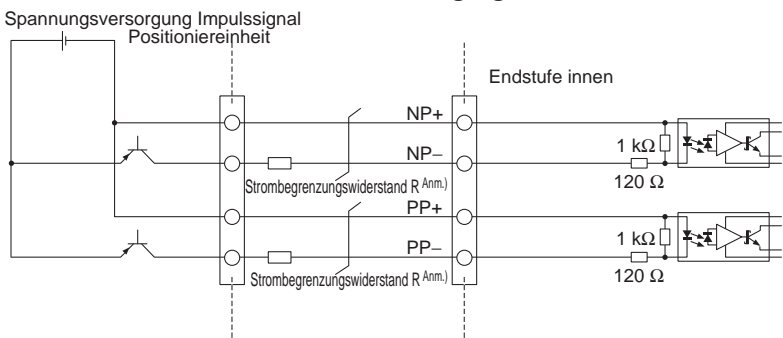 Spannungsversorgung Impulssignal
Positioniereinheit
Endstufe innen
NP+
NP−
1 kΩ
120 Ω
Strombegrenzungswiderstand R Anm.)
PP+
PP−
1 kΩ
120 Ω
Strombegrenzungswiderstand R Anm.)